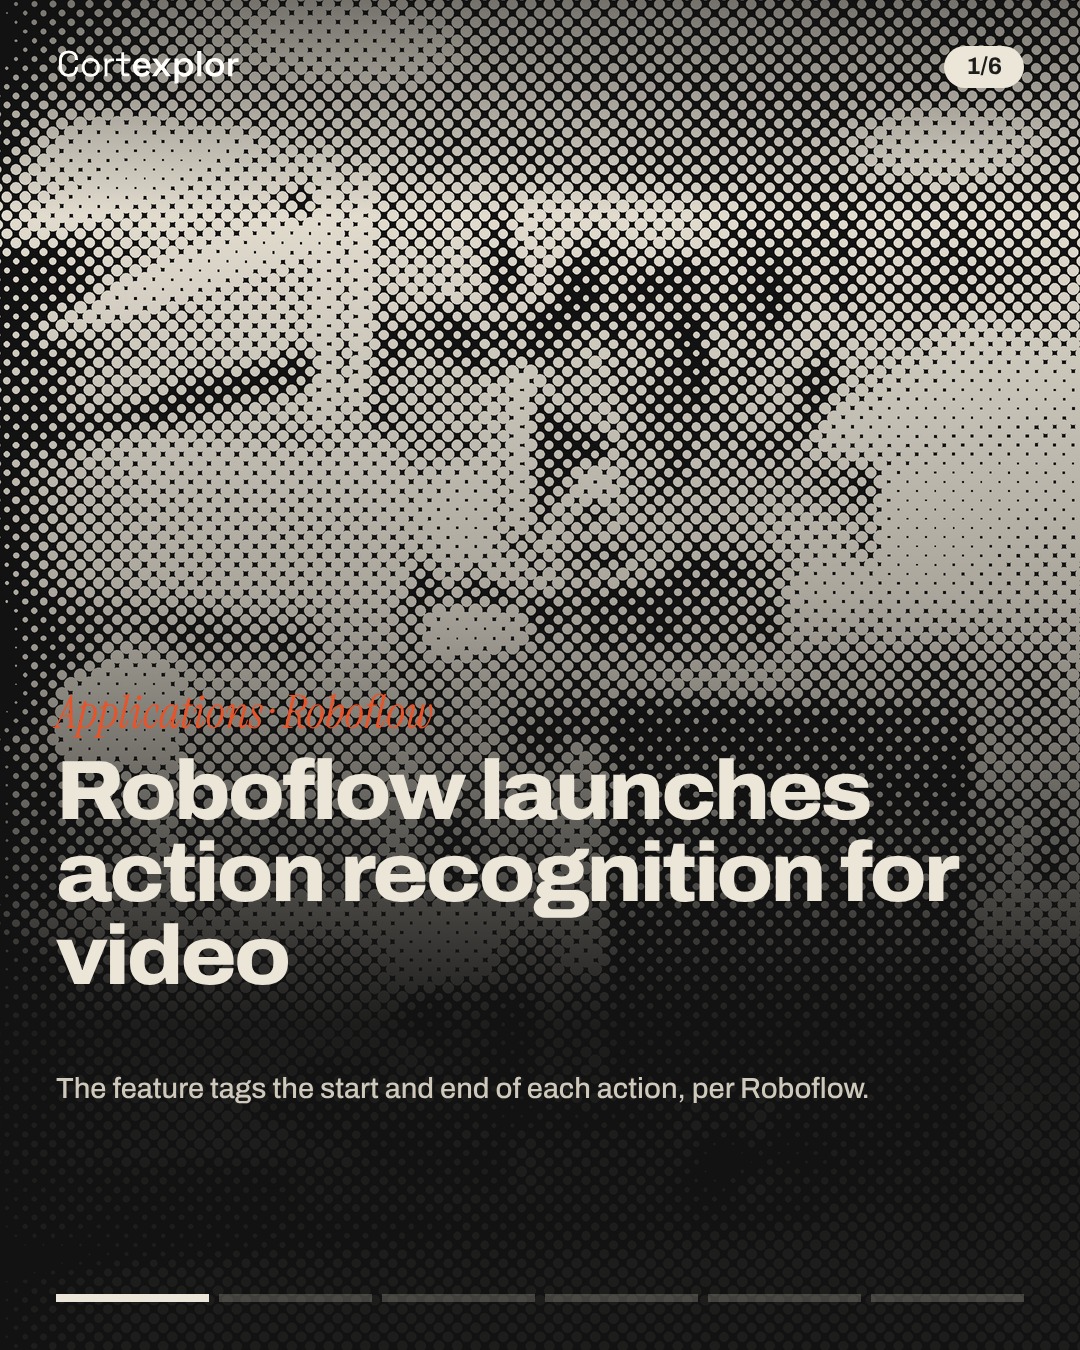 Cortexplor
1/6
Applications · Roboflow
Roboflow launches
action recognition for
video
The feature tags the start and end of each action, per Roboflow.